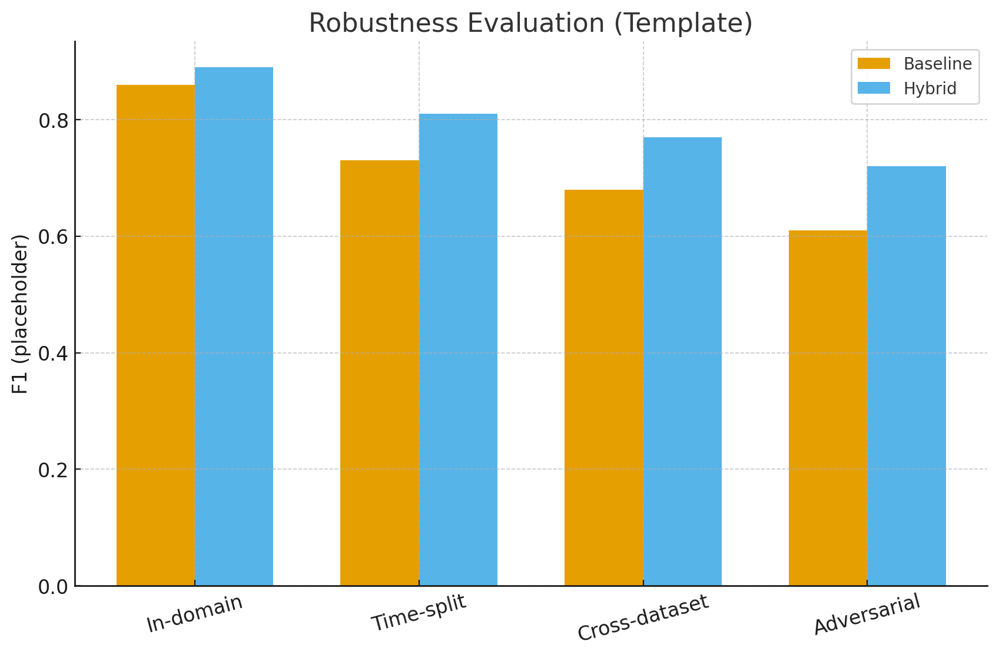 Robustness Evaluation (Template)
Baseline
Hybrid
F1 (placeholder)
0.8
0.6
0.4
0.2
0.0
In-domain
Time-split
Cross-dataset
Adversarial